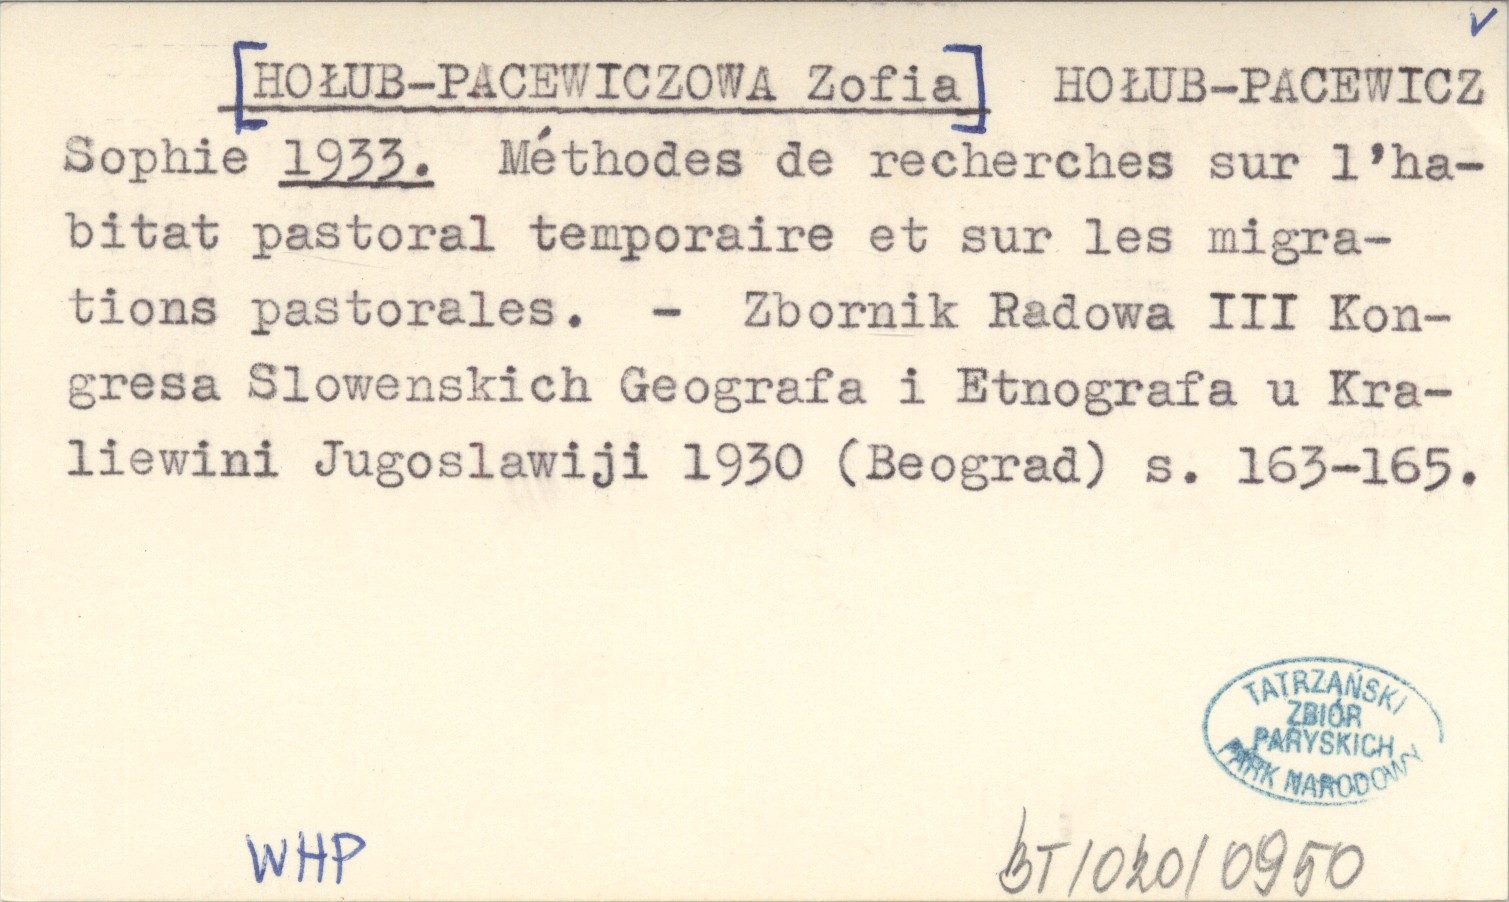 [HOŁUB-PACEWICZOWA Zofia] HOŁUB-PACEWICZ
Sophie 1933. Méthodes de recherches sur l'ha-
bitat pastoral temporaire et sur les migra-
tions pastorales. - Zbornik Radowa III Kon-
gresa Slowenskich Geografa i Etnografa u Kra-
liewini Jugoslawiji 1930 (Beograd) s. 163-165.
TATRZAŃSKI
ZBIÓR
PARYSKICH
PARK NARODOWY
WHP
BT/020/0950